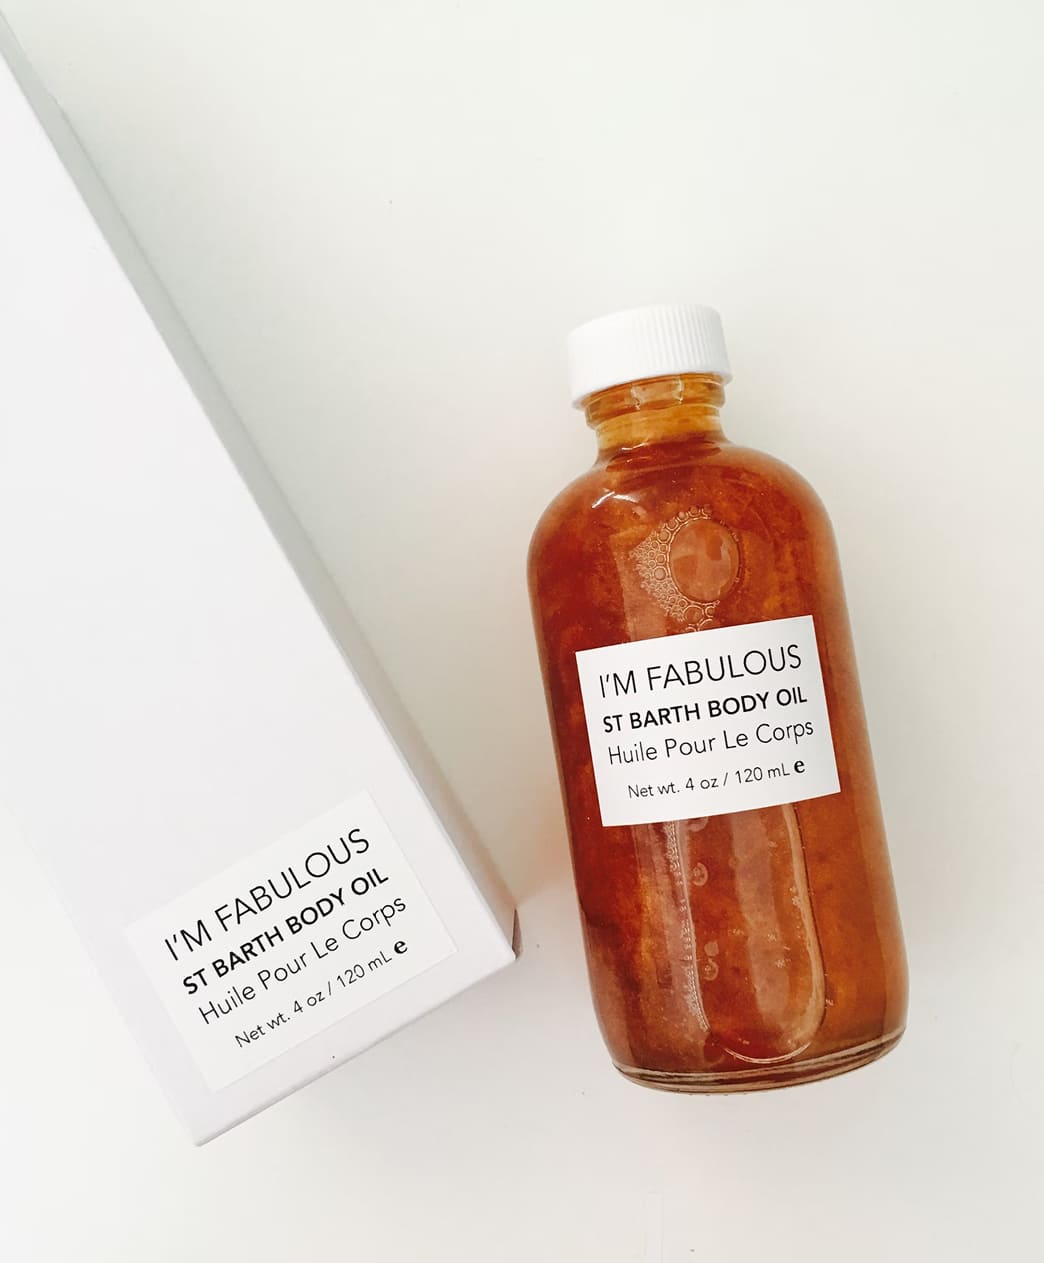 I'M FABULOUS
ST BARTH BODY OIL
Huile Pour Le Corps
Net wt. 4 oz / 120 mL e
I'M FABULOUS
ST BARTH BODY OIL
Huile Pour Le Corps
Net wt. 4 oz / 120 mL e